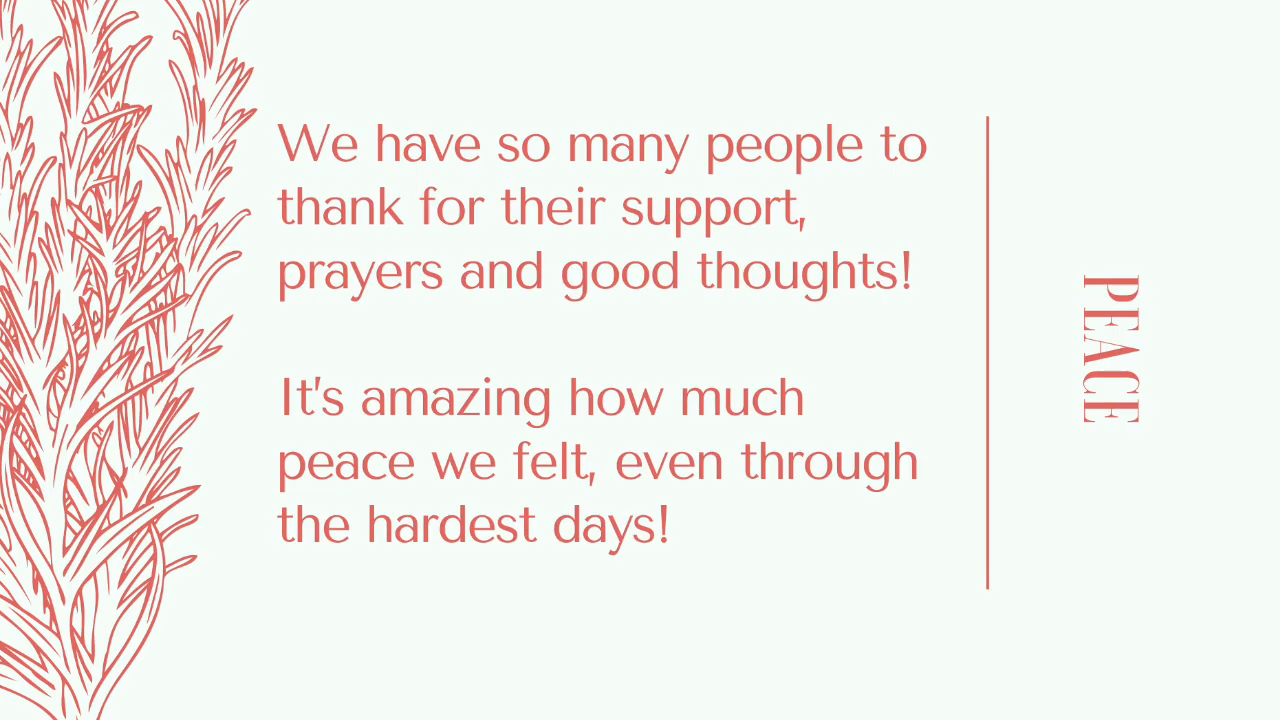 We have so many people to
thank for their support,
prayers and good thoughts!
It's amazing how much
peace we felt, even through
the hardest days!
PEACE